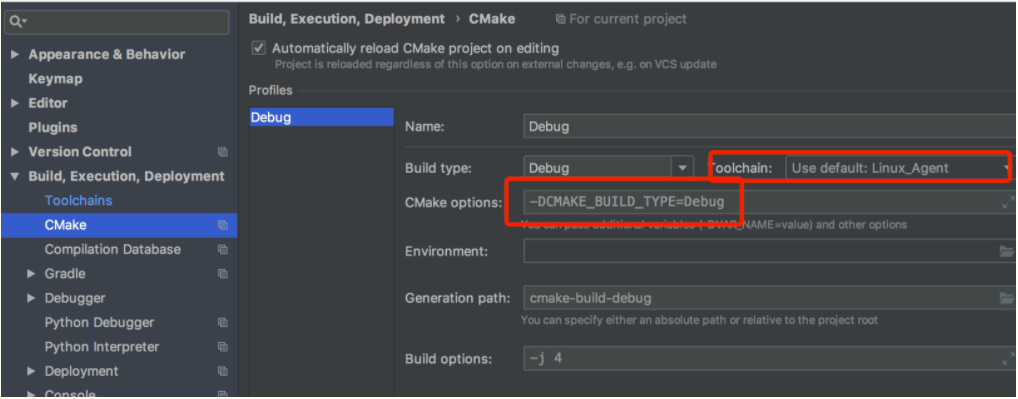 Build, Execution, Deployment › CMake
For current project
Appearance & Behavior
Keymap
Editor
Plugins
Version Control
Build, Execution, Deployment
Toolchains
CMake
Compilation Database
Gradle
Debugger
Python Debugger
Python Interpreter
Deployment
Console
Automatically reload CMake project on editing
Project is reloaded regardless of this option on external changes, e.g. on VCS update
Profiles
Debug
Name: Debug
Build type: Debug
Toolchain: Use default: Linux_Agent
CMake options: -DCMAKE_BUILD_TYPE=Debug
You can pass additional variables (-DVAR_NAME=value) and other options
Environment:
Generation path: cmake-build-debug
You can specify either an absolute path or relative to the project root
Build options: -j 4